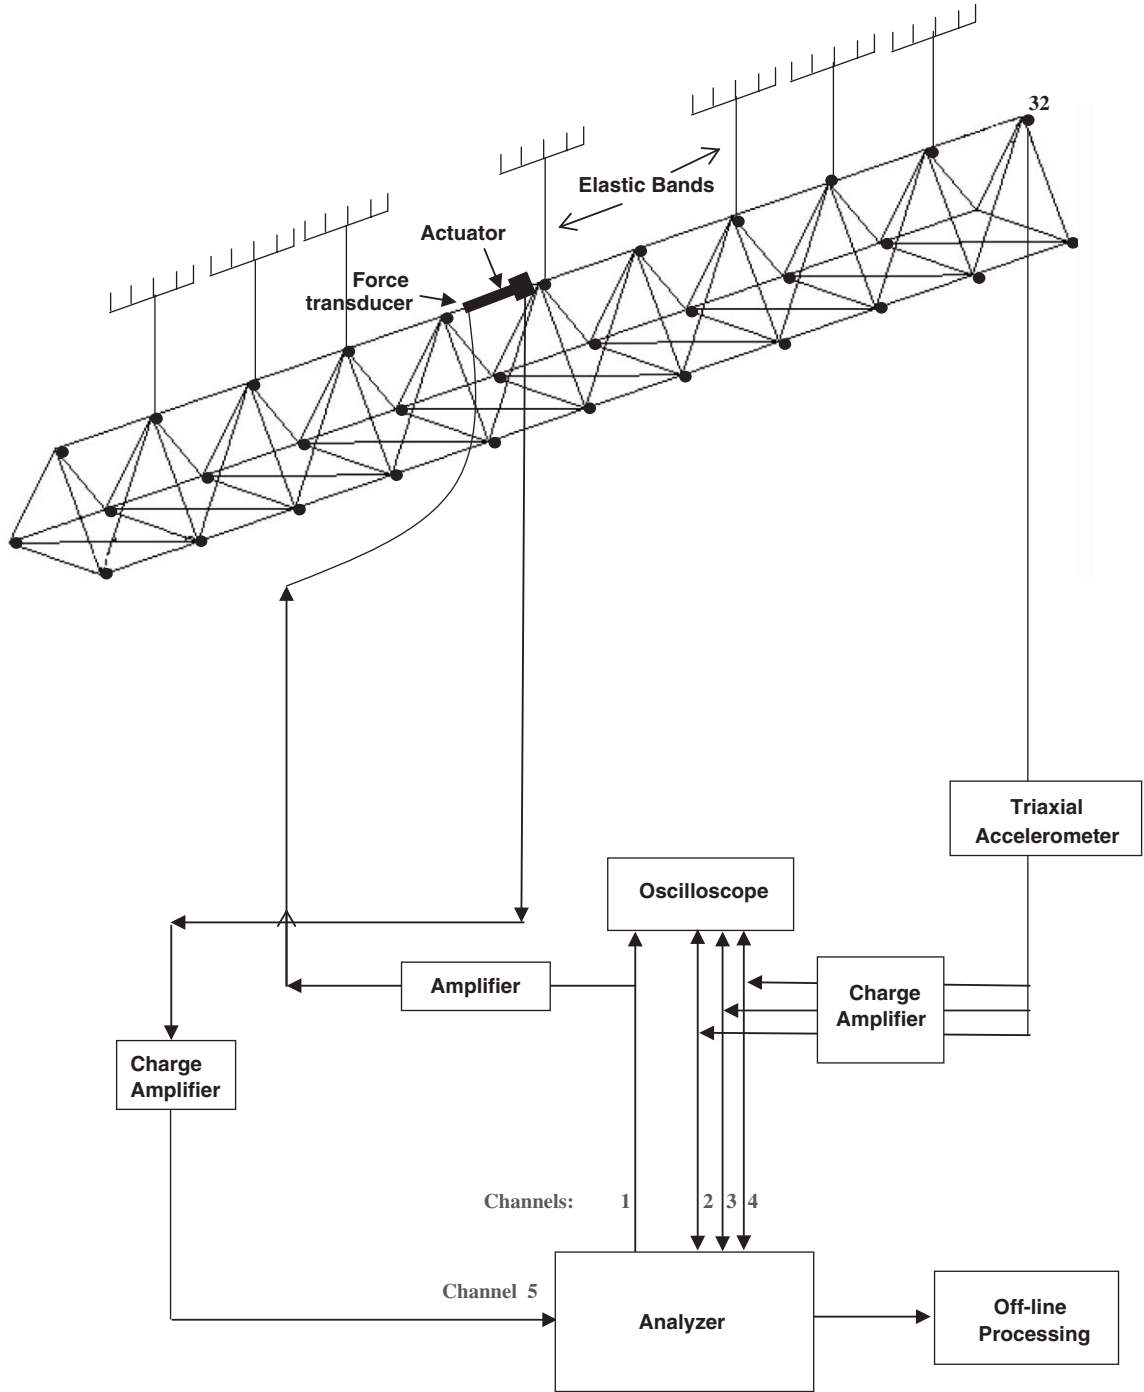 32
Elastic Bands
Actuator
Force
transducer
Triaxial
Accelerometer
Oscilloscope
Amplifier
Charge
Amplifier
Charge
Amplifier
Channels: 1 2 3 4
Channel 5
Analyzer
Off-line
Processing